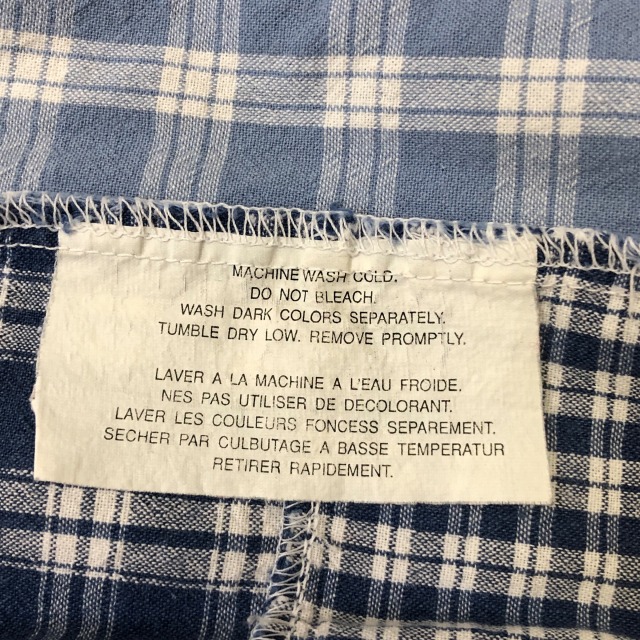 MACHINE WASH COLD.
DO NOT BLEACH.
WASH DARK COLORS SEPARATELY.
TUMBLE DRY LOW. REMOVE PROMPTLY.
LAVER A LA MACHINE A L'EAU FROIDE.
NES PAS UTILISER DE DECOLORANT.
LAVER LES COULEURS FONCESS SEPAREMENT.
SECHER PAR CULBUTAGE A BASSE TEMPERATUR
RETIRER RAPIDEMENT.